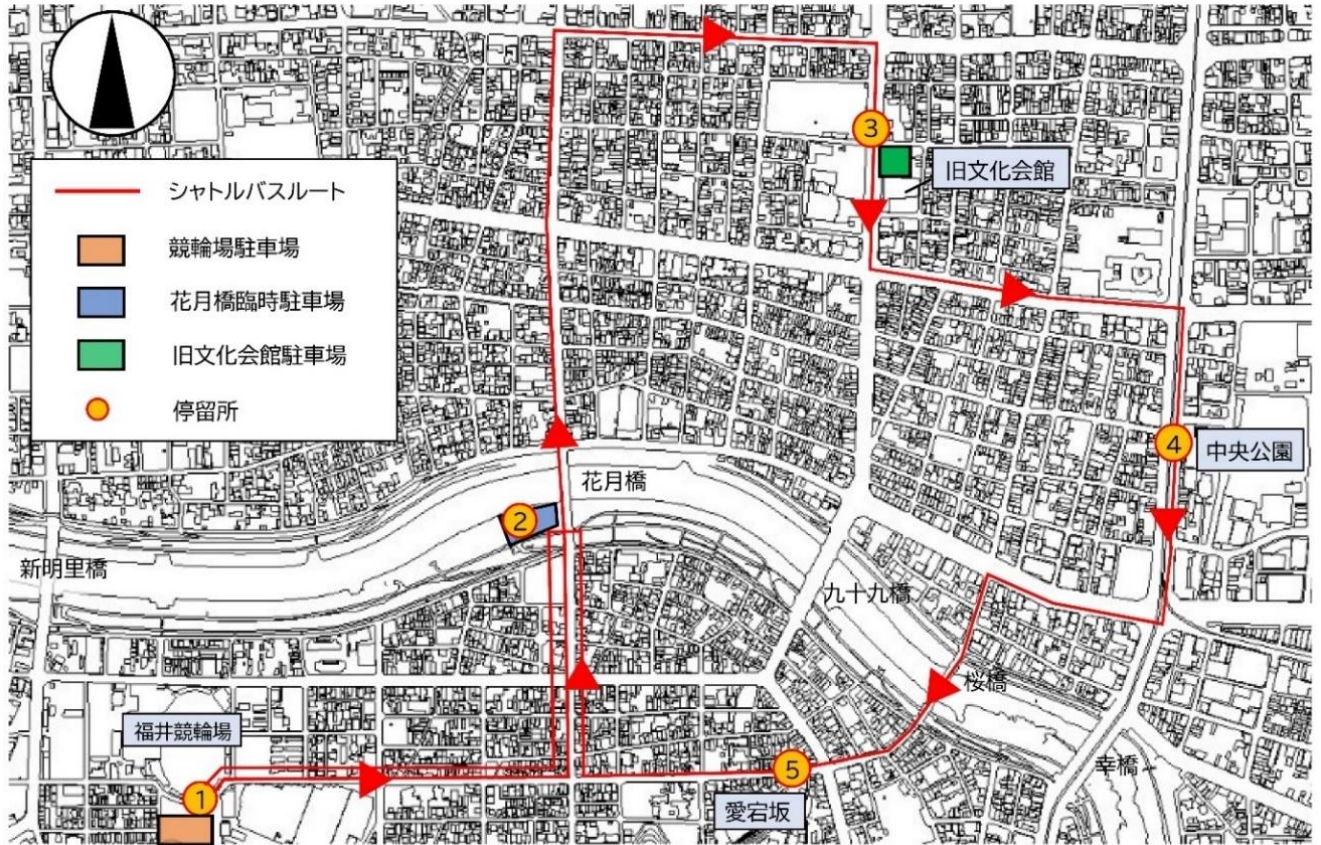 シャトルバスルート
競輪場駐車場
花月橋臨時駐車場
旧文化会館駐車場
停留所
3
旧文化会館
4
中央公園
花月橋
2
新明里橋
九十九橋
桜橋
福井競輪場
1
5
愛宕坂
幸橋